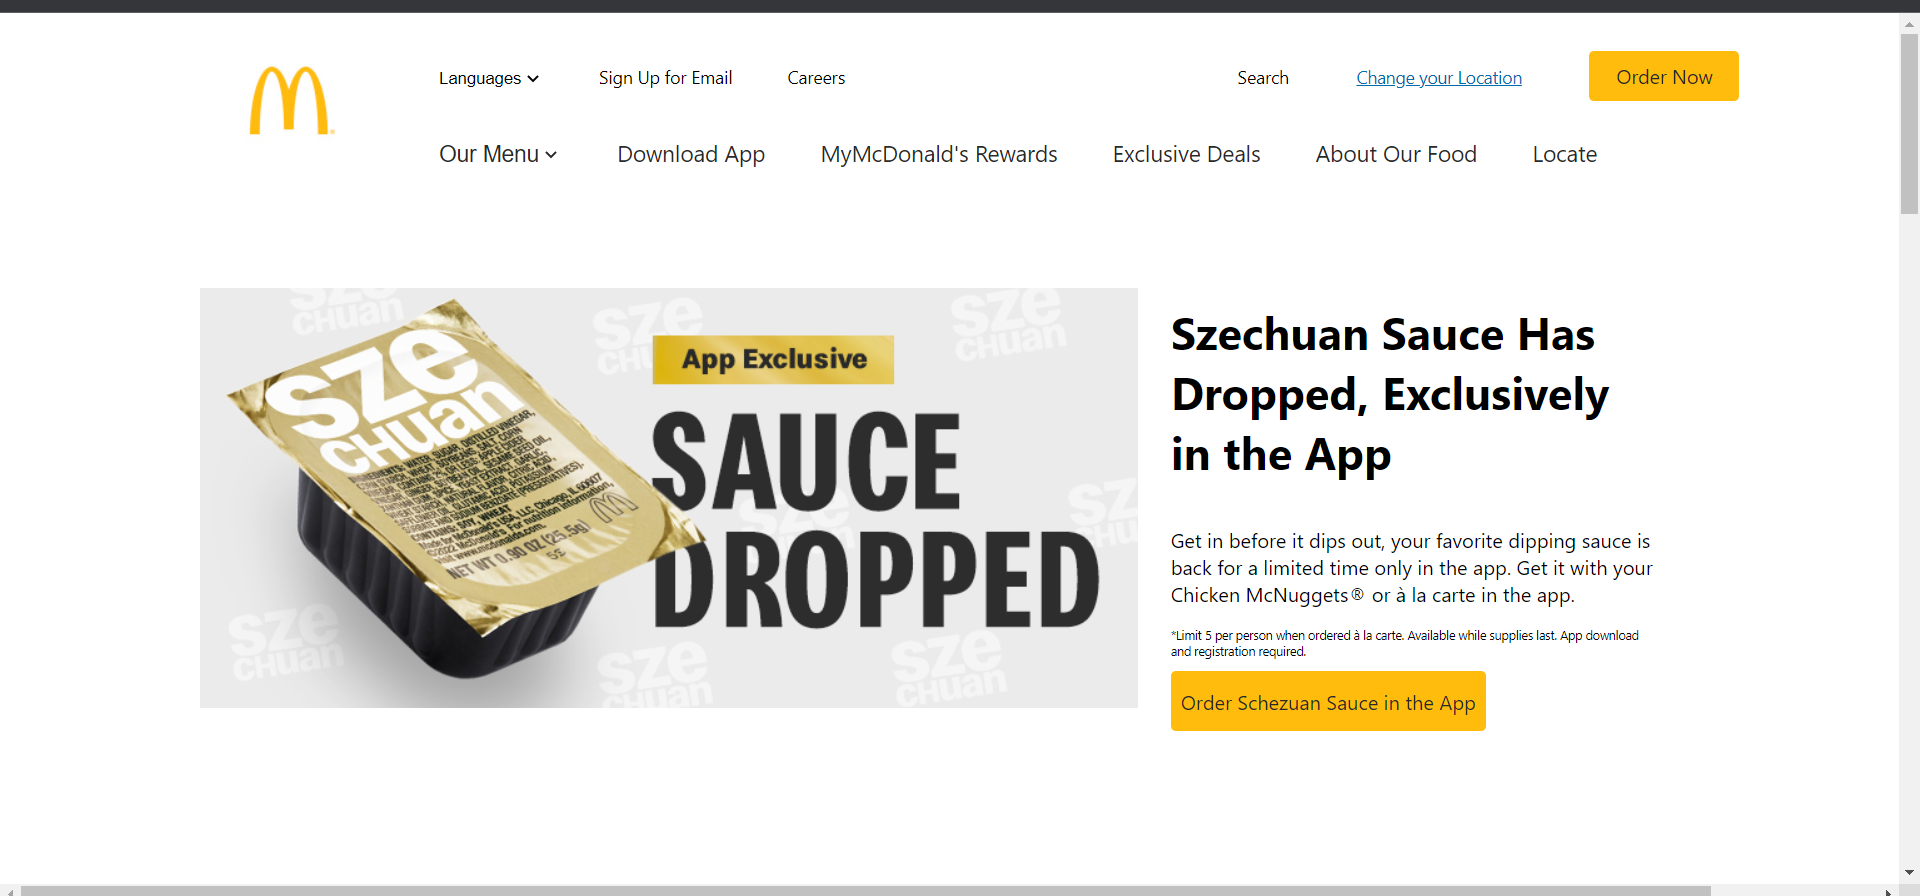 Languages
Sign Up for Email
Careers
Search
Change your Location
Order Now
Our Menu
Download App
MyMcDonald's Rewards
Exclusive Deals
About Our Food
Locate
sze
chuan
CONTAINS: SOY, WHEAT.
©2022 McDonald's
NET WT 0.90 OZ (25.5g)
App Exclusive
SAUCE
DROPPED
Szechuan Sauce Has
Dropped, Exclusively
in the App
Get in before it dips out, your favorite dipping sauce is
back for a limited time only in the app. Get it with your
Chicken McNuggets® or à la carte in the app.
*Limit 5 per person when ordered à la carte. Available while supplies last. App download
and registration required.
Order Schezuan Sauce in the App